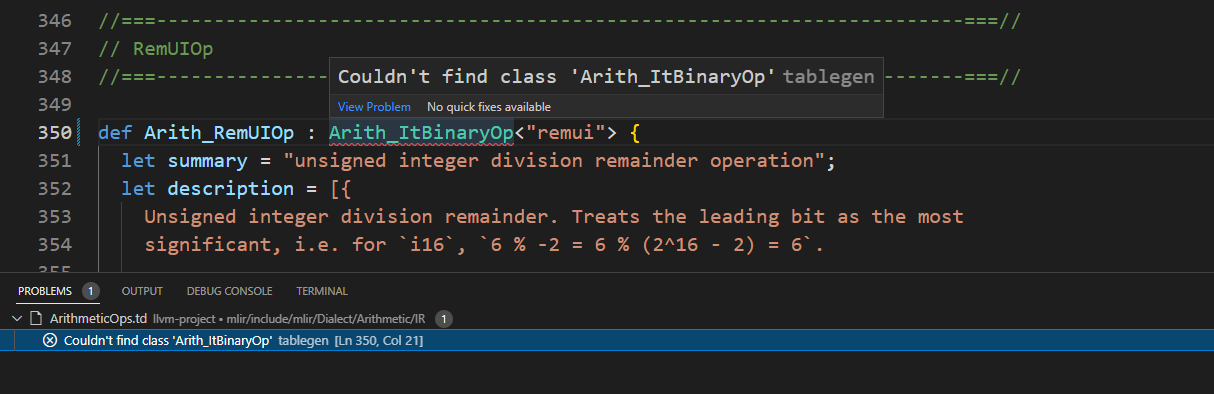 346 //===----------------------------------------------------------------------===//
347 // RemUIOp
348 //===----------------------------------------------------------------------===//
Couldn't find class 'Arith_ItBinaryOp' tablegen
View Problem No quick fixes available
349
350 def Arith_RemUIOp : Arith_ItBinaryOp<"remui"> {
351 let summary = "unsigned integer division remainder operation";
352 let description = [{
353 Unsigned integer division remainder. Treats the leading bit as the most
354 significant, i.e. for `i16`, `6 % -2 = 6 % (2^16 - 2) = 6`.
355
PROBLEMS 1 OUTPUT DEBUG CONSOLE TERMINAL
ArithmeticOps.td llvm-project • mlir/include/mlir/Dialect/Arithmetic/IR 1
Couldn't find class 'Arith_ItBinaryOp' tablegen [Ln 350, Col 21]